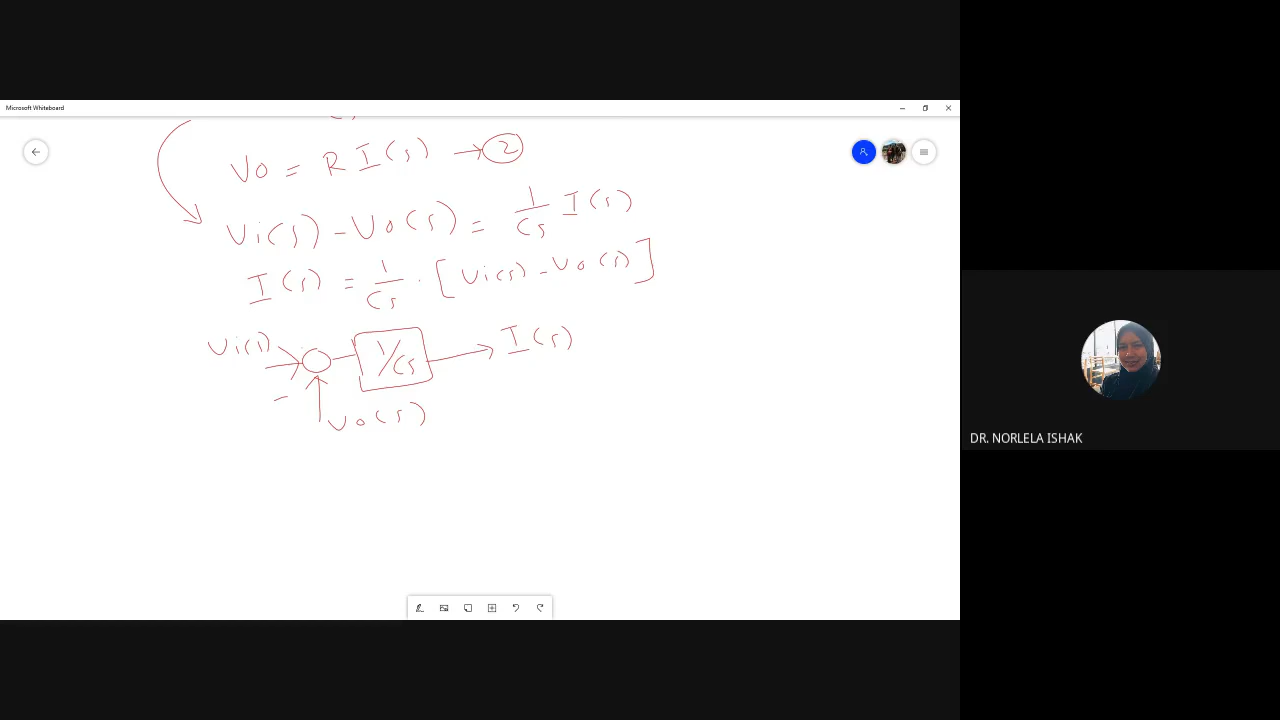 Microsoft Whiteboard
Vo = R I(s) → 2
Vi(s) - Vo(s) = 1/Cs I(s)
I(s) = 1/Cs · [Vi(s) - Vo(s)]
Vi(s)
1/Cs
I(s)
-
Vo(s)
DR. NORLELA ISHAK